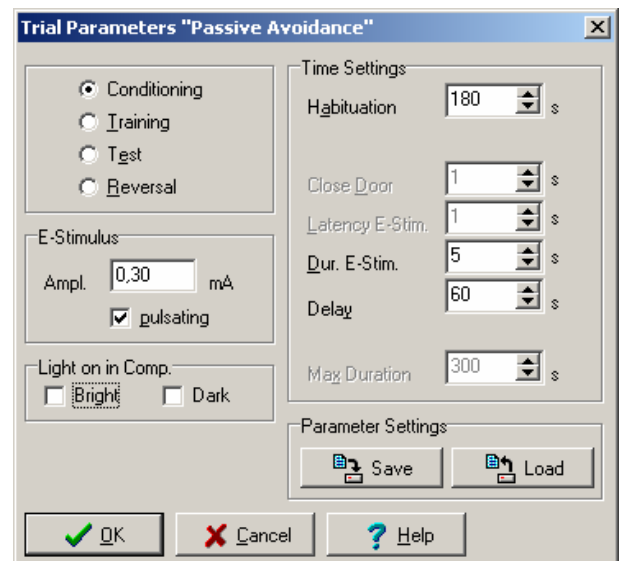 Trial Parameters "Passive Avoidance"
Conditioning
Training
Test
Reversal
E-Stimulus
Ampl. 0,30 mA
pulsating
Light on in Comp.
Bright Dark
Time Settings
Habituation 180 s
Close Door 1 s
Latency E-Stim. 1 s
Dur. E-Stim. 5 s
Delay 60 s
Max Duration 300 s
Parameter Settings
Save Load
OK Cancel Help